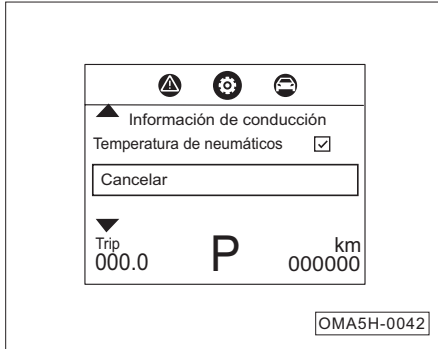 Información de conducción
Temperatura de neumáticos
Cancelar
Trip
000.0
P
km
000000
OMA5H-0042